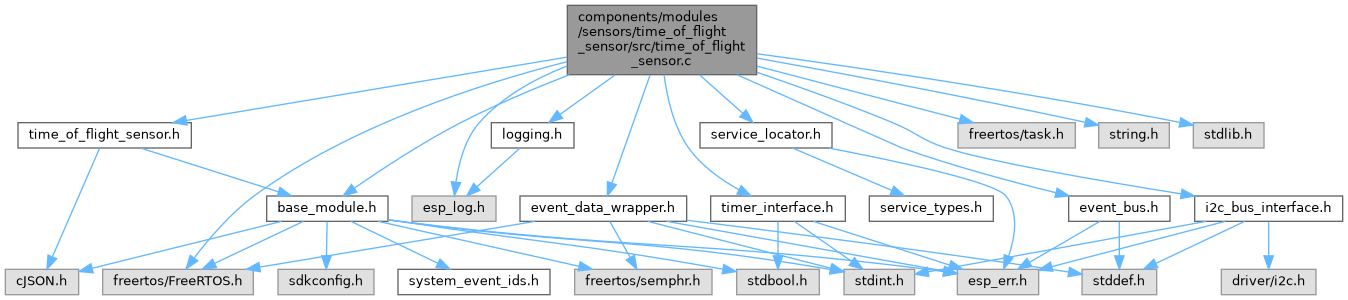 components/modules
/sensors/time_of_flight
_sensor/src/time_of_flight
_sensor.c
time_of_flight_sensor.h
logging.h
service_locator.h
freertos/task.h
string.h
stdlib.h
base_module.h
esp_log.h
event_data_wrapper.h
timer_interface.h
service_types.h
event_bus.h
i2c_bus_interface.h
cJSON.h
freertos/FreeRTOS.h
sdkconfig.h
system_event_ids.h
freertos/semphr.h
stdbool.h
stdint.h
esp_err.h
stddef.h
driver/i2c.h